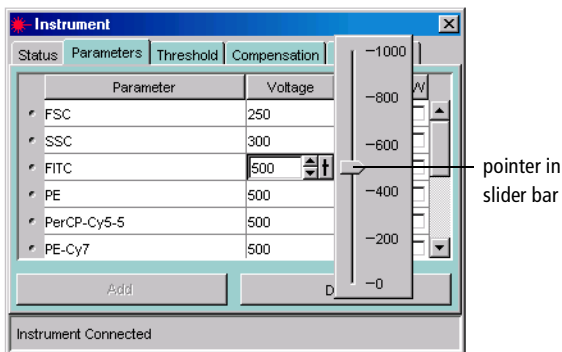 Instrument
Status Parameters Threshold Compensation
Parameter Voltage W
FSC 250
SSC 300
FITC 500
PE 500
PerCP-Cy5-5 500
PE-Cy7 500
1000
800
600
400
200
0
pointer in
slider bar
Add D
Instrument Connected